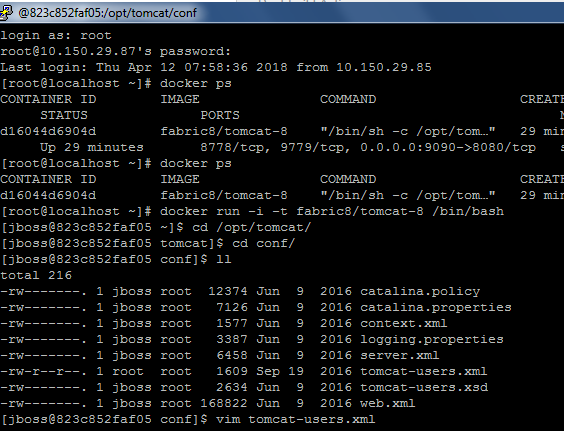 @823c852faf05:/opt/tomcat/conf
login as: root
root@10.150.29.87's password:
Last login: Thu Apr 12 07:58:36 2018 from 10.150.29.85
[root@localhost ~]# docker ps
CONTAINER ID        IMAGE               COMMAND                  CREATE
     STATUS              PORTS                                            N
d16044d6904d        fabric8/tomcat-8    "/bin/sh -c /opt/tom…"   29 min
     Up 29 minutes       8778/tcp, 9779/tcp, 0.0.0.0:9090->8080/tcp   s
[root@localhost ~]# docker ps
CONTAINER ID        IMAGE               COMMAND                  CREATE
d16044d6904d        fabric8/tomcat-8    "/bin/sh -c /opt/tom…"   29 min
[root@localhost ~]# docker run -i -t fabric8/tomcat-8 /bin/bash
[jboss@823c852faf05 ~]$ cd /opt/tomcat/
[jboss@823c852faf05 tomcat]$ cd conf/
[jboss@823c852faf05 conf]$ ll
total 216
-rw-------. 1 jboss root  12374 Jun  9  2016 catalina.policy
-rw-------. 1 jboss root   7126 Jun  9  2016 catalina.properties
-rw-------. 1 jboss root   1577 Jun  9  2016 context.xml
-rw-------. 1 jboss root   3387 Jun  9  2016 logging.properties
-rw-------. 1 jboss root   6458 Jun  9  2016 server.xml
-rw-r--r--. 1 root  root   1609 Sep 19  2016 tomcat-users.xml
-rw-------. 1 jboss root   2634 Jun  9  2016 tomcat-users.xsd
-rw-------. 1 jboss root 168822 Jun  9  2016 web.xml
[jboss@823c852faf05 conf]$ vim tomcat-users.xml